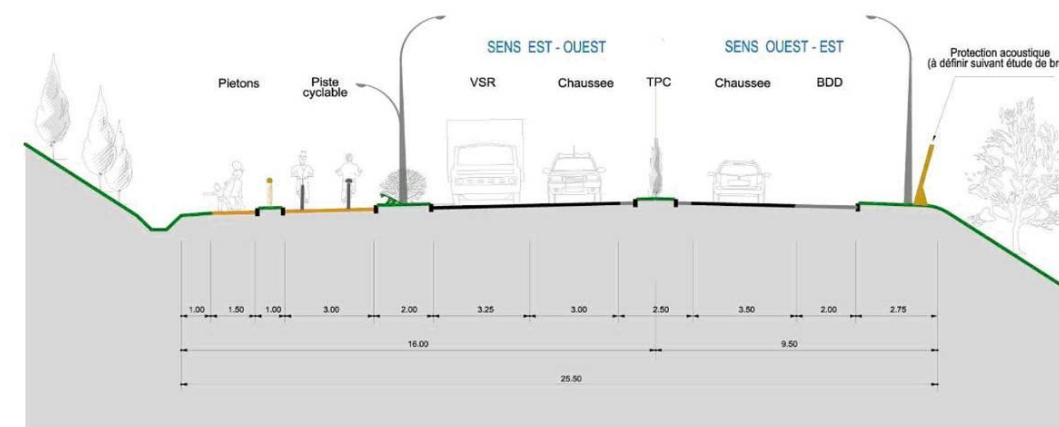 SENS EST - OUEST
SENS OUEST - EST
Protection acoustique
(à définir suivant étude de br
Pietons
Piste
cyclable
VSR
Chaussee
TPC
Chaussee
BDD
1.00 1.50 1.00 3.00 2.00 3.25 3.00 2.50 3.50 2.00 2.75
16.00 9.50
25.50